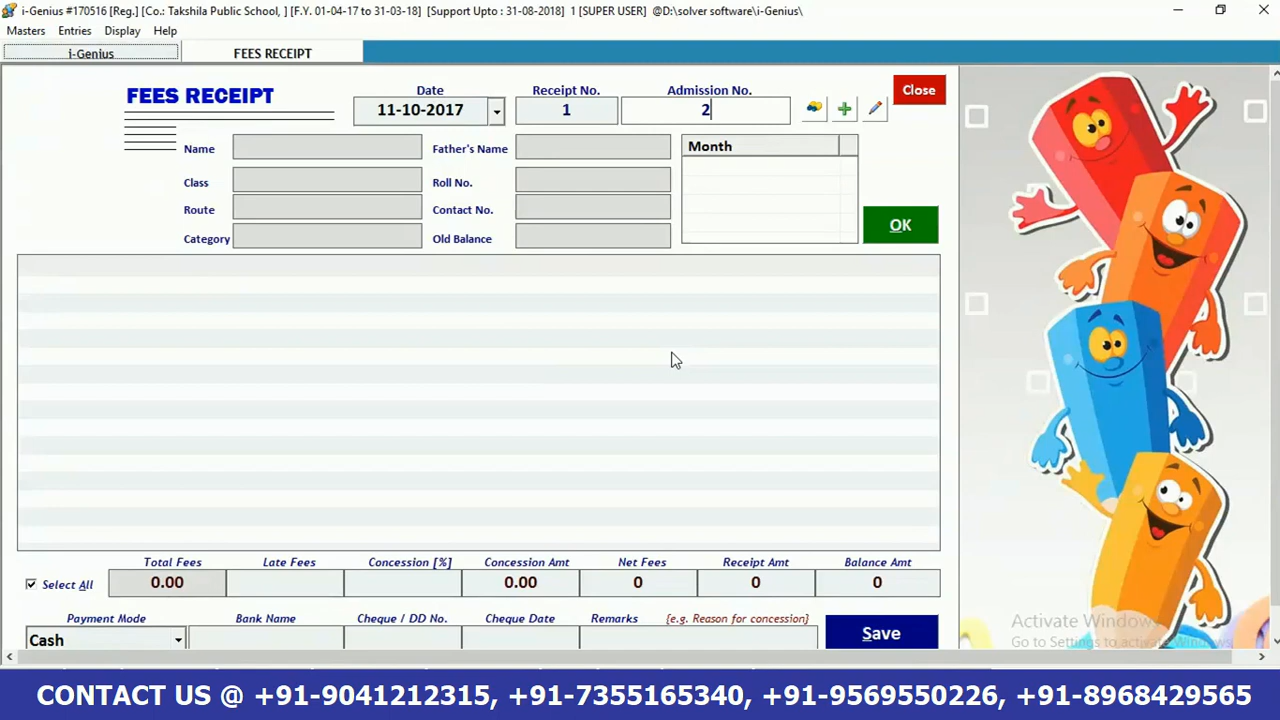 i-Genius #170516 [Reg.] [Co.: Takshila Public School, ] [F.Y. 01-04-17 to 31-03-18] [Support Upto : 31-08-2018] 1 [SUPER USER] @D:\solver software\i-Genius\
Masters Entries Display Help
i-Genius FEES RECEIPT
FEES RECEIPT
Date Receipt No. Admission No. Close
11-10-2017 1 2
Name Father's Name Month
Class Roll No.
Route Contact No. OK
Category Old Balance
Total Fees Late Fees Concession [%] Concession Amt Net Fees Receipt Amt Balance Amt
Select All 0.00 0.00 0 0 0
Payment Mode Bank Name Cheque / DD No. Cheque Date Remarks [e.g. Reason for concession]
Cash Save
Activate Windows
Go to Settings to activate Windows
CONTACT US @ +91-9041212315, +91-7355165340, +91-9569550226, +91-8968429565